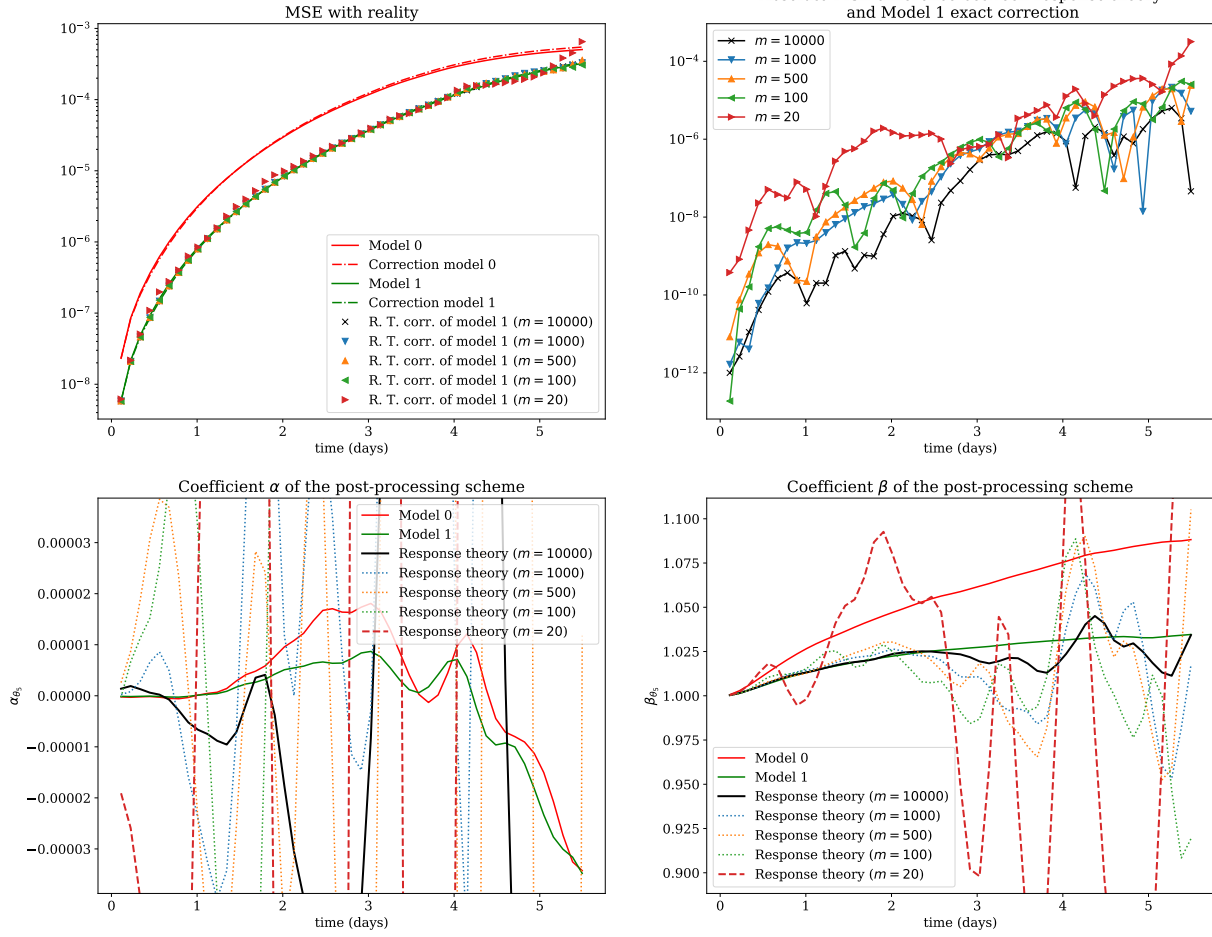 MSE with reality
10⁻³
10⁻⁴
10⁻⁵
10⁻⁶
10⁻⁷
10⁻⁸
Model 0
Correction model 0
Model 1
Correction model 1
R. T. corr. of model 1 (m = 10000)
R. T. corr. of model 1 (m = 1000)
R. T. corr. of model 1 (m = 500)
R. T. corr. of model 1 (m = 100)
R. T. corr. of model 1 (m = 20)
0 1 2 3 4 5
time (days)
and Model 1 exact correction
m = 10000
m = 1000
m = 500
m = 100
m = 20
10⁻⁴
10⁻⁶
10⁻⁸
10⁻¹⁰
10⁻¹²
0 1 2 3 4 5
time (days)
Coefficient α of the post-processing scheme
Model 0
Model 1
Response theory (m = 10000)
Response theory (m = 1000)
Response theory (m = 500)
Response theory (m = 100)
Response theory (m = 20)
0.00003
0.00002
0.00001
0.00000
−0.00001
−0.00002
−0.00003
α_θ₅
0 1 2 3 4 5
time (days)
Coefficient β of the post-processing scheme
1.100
1.075
1.050
1.025
1.000
0.975
0.950
0.925
0.900
β_θ₅
Model 0
Model 1
Response theory (m = 10000)
Response theory (m = 1000)
Response theory (m = 500)
Response theory (m = 100)
Response theory (m = 20)
0 1 2 3 4 5
time (days)